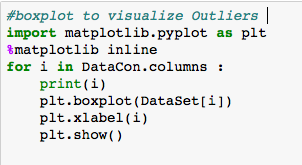 #boxplot to visualize Outliers
import matplotlib.pyplot as plt
%matplotlib inline
for i in DataCon.columns :
    print(i)
    plt.boxplot(DataSet[i])
    plt.xlabel(i)
    plt.show()